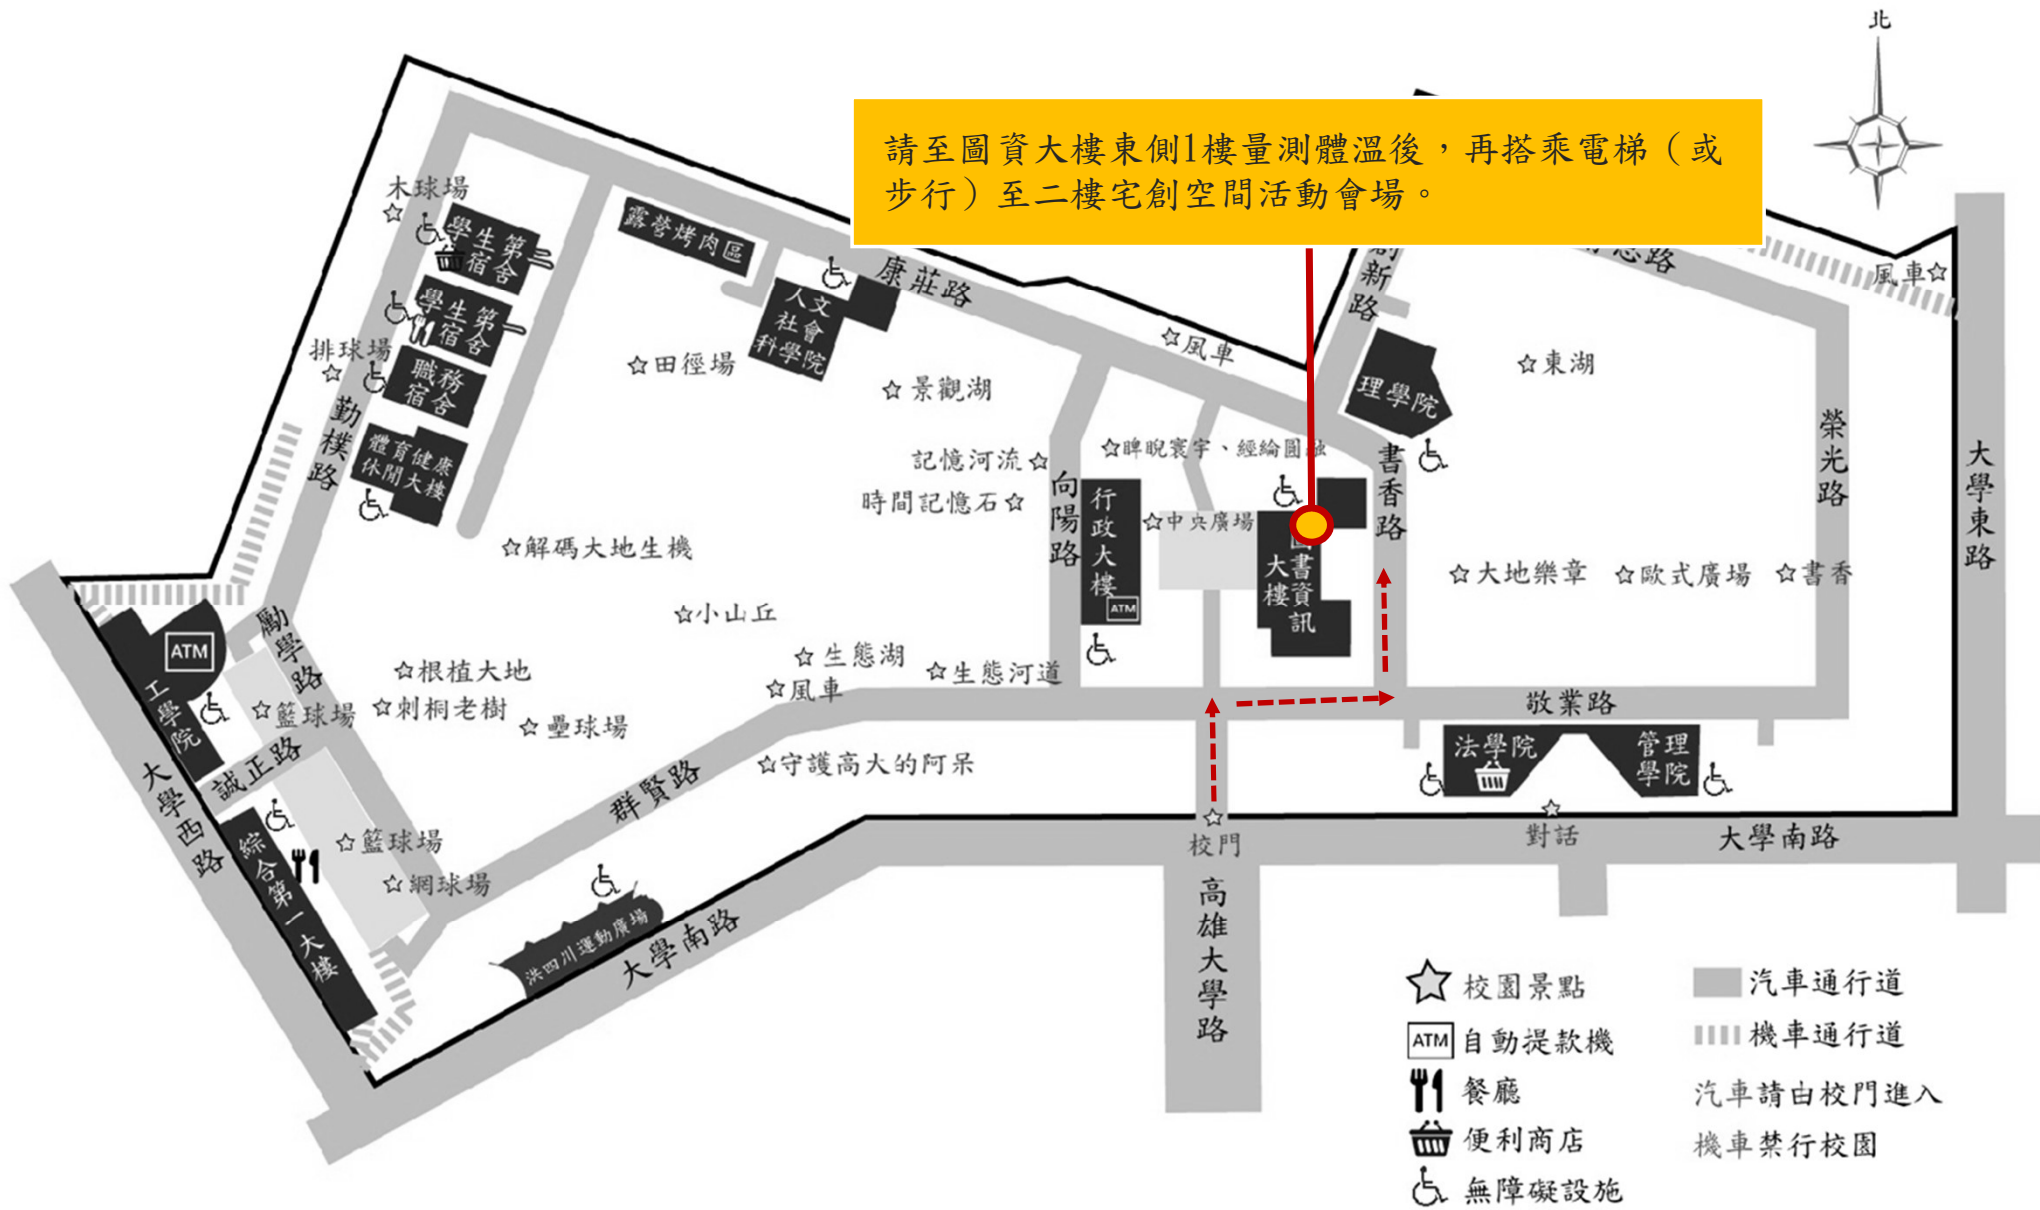 北
請至圖資大樓東側1樓量測體溫後，再搭乘電梯（或
步行）至二樓宅創空間活動會場。
木球場
學生第二
宿舍
露營烤肉區
康莊路
創新路
風車
人文
社會
科學院
學生第一
宿舍
排球場
職務
宿舍
田徑場
景觀湖
風車
理學院
東湖
勤樸路
體育健康
休閒大樓
記憶河流
時間記憶石
睥睨寰宇、經綸圓融
向陽路
行政大樓
ATM
中央廣場
圖書資訊
大樓
書香路
榮光路
大學東路
解碼大地生機
大地樂章
歐式廣場
書香
小山丘
勵學路
ATM
工學院
根植大地
生態湖
生態河道
風車
籃球場
刺桐老樹
壘球場
敬業路
誠正路
守護高大的阿呆
群賢路
法學院
管理
學院
大學西路
籃球場
校門
對話
大學南路
綜合第一大樓
網球場
洪四川運動廣場
大學南路
高雄大學路
校園景點
汽車通行道
ATM
自動提款機
機車通行道
餐廳
汽車請由校門進入
便利商店
機車禁行校園
無障礙設施